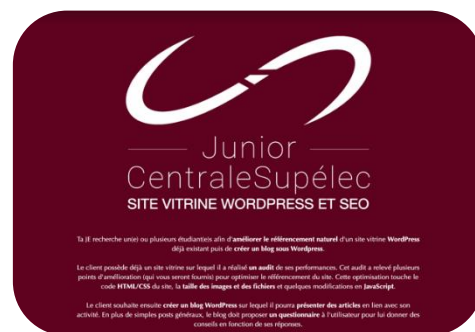 Junior
CentraleSupélec
SITE VITRINE WORDPRESS ET SEO
Ta JE recherche un(e) ou plusieurs étudiant(e)s afin d'améliorer le référencement naturel d'un site vitrine WordPress
déjà existant puis de créer un blog sous Wordpress.
Le client possède déjà un site vitrine sur lequel il a réalisé un audit de ses performances. Cet audit a relevé plusieurs
points d'amélioration (qui vous seront fournis) pour optimiser le référencement du site. Cette optimisation touche le
code HTML/CSS du site, la taille des images et des fichiers et quelques modifications en JavaScript.
Le client souhaite ensuite créer un blog WordPress sur lequel il pourra présenter des articles en lien avec son
activité. En plus de simples posts généraux, le blog doit proposer un questionnaire à l'utilisateur pour lui donner des
conseils en fonction de ses réponses.